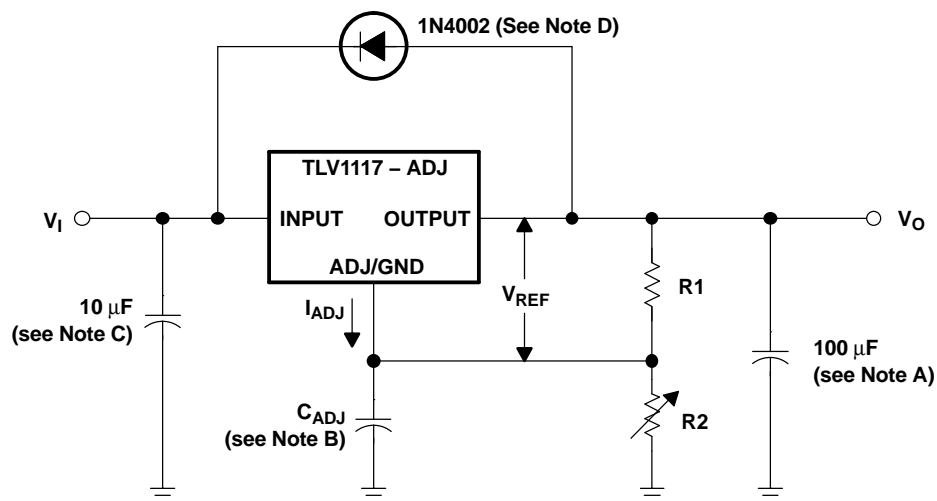 1N4002 (See Note D)
TLV1117 – ADJ
V_I
INPUT
OUTPUT
V_O
ADJ/GND
10 μF
(see Note C)
I_ADJ
V_REF
R1
100 μF
(see Note A)
C_ADJ
(see Note B)
R2